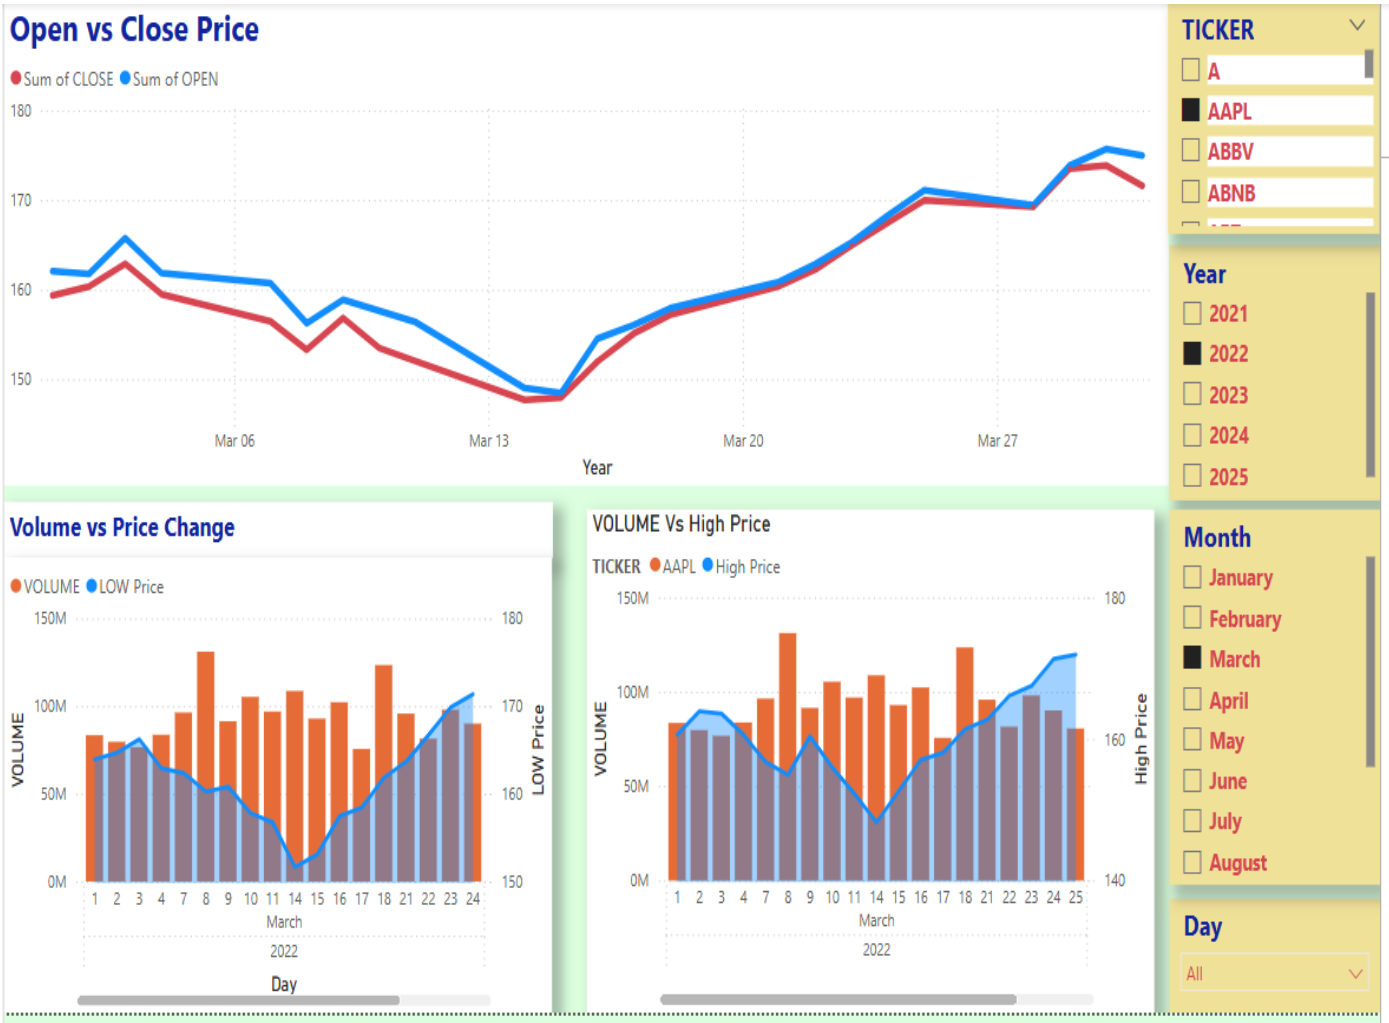 Open vs Close Price
Sum of CLOSE Sum of OPEN
180
170
160
150
Mar 06 Mar 13 Mar 20 Mar 27
Year
TICKER
A
AAPL
ABBV
ABNB
Year
2021
2022
2023
2024
2025
Month
January
February
March
April
May
June
July
August
Day
All
Volume vs Price Change
VOLUME LOW Price
150M 180
100M 170
50M 160
0M 150
VOLUME
LOW Price
1 2 3 4 7 8 9 10 11 14 15 16 17 18 21 22 23 24
March
2022
Day
VOLUME Vs High Price
TICKER AAPL High Price
150M 180
100M
160
50M
0M 140
VOLUME
High Price
1 2 3 4 7 8 9 10 11 14 15 16 17 18 21 22 23 24 25
March
2022